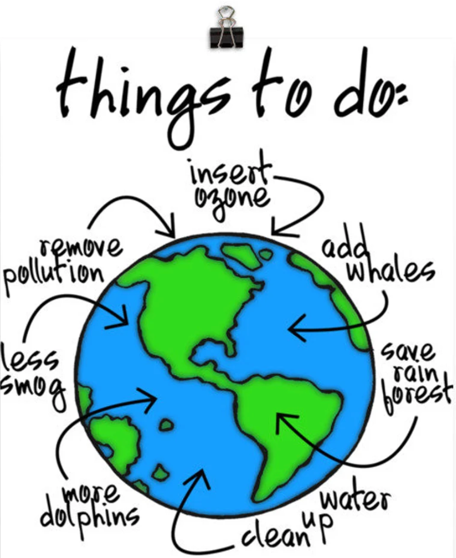 things to do:
insert
ozone
remove
pollution
add
whales
less
smog
save
rain
forest
more
dolphins
water
clean up